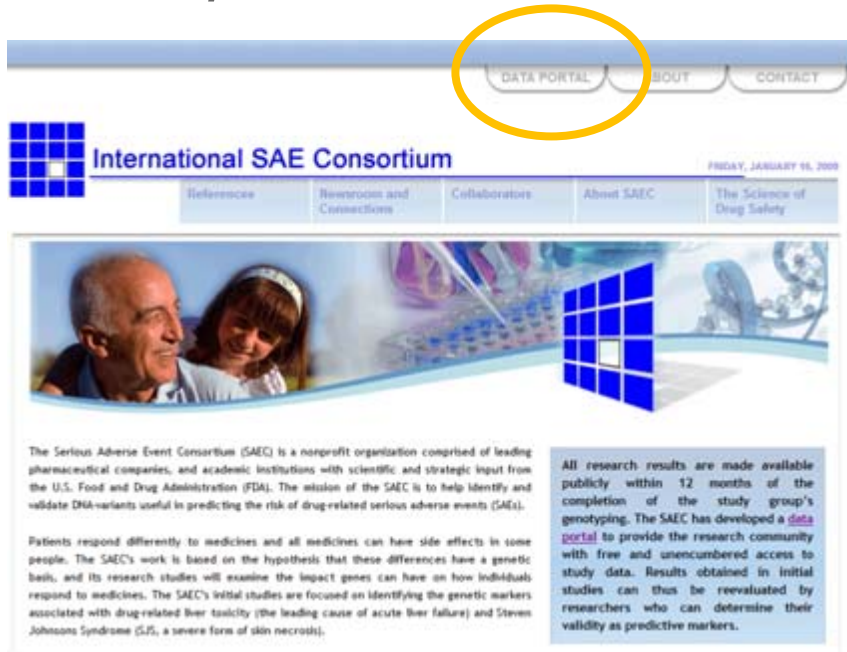 DATA PORTAL
ABOUT
CONTACT
International SAE Consortium
FRIDAY, JANUARY 16, 2009
References
Newsroom and
Connections
Collaborators
About SAEC
The Science of
Drug Safety
The Serious Adverse Event Consortium (SAEC) is a nonprofit organization comprised of leading
pharmaceutical companies, and academic institutions with scientific and strategic input from
the U.S. Food and Drug Administration (FDA). The mission of the SAEC is to help identify and
validate DNA-variants useful in predicting the risk of drug-related serious adverse events (SAEs).
Patients respond differently to medicines and all medicines can have side effects in some
people. The SAEC's work is based on the hypothesis that these differences have a genetic
basis, and its research studies will examine the impact genes can have on how individuals
respond to medicines. The SAEC's initial studies are focused on identifying the genetic markers
associated with drug-related liver toxicity (the leading cause of acute liver failure) and Steven
Johnsons Syndrome (SJS, a severe form of skin necrosis).
All research results are made available
publicly within 12 months of the
completion of the study group's
genotyping. The SAEC has developed a data
portal to provide the research community
with free and unencumbered access to
study data. Results obtained in initial
studies can thus be reevaluated by
researchers who can determine their
validity as predictive markers.